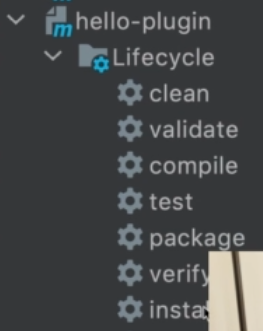 hello-plugin
Lifecycle
clean
validate
compile
test
package
verify